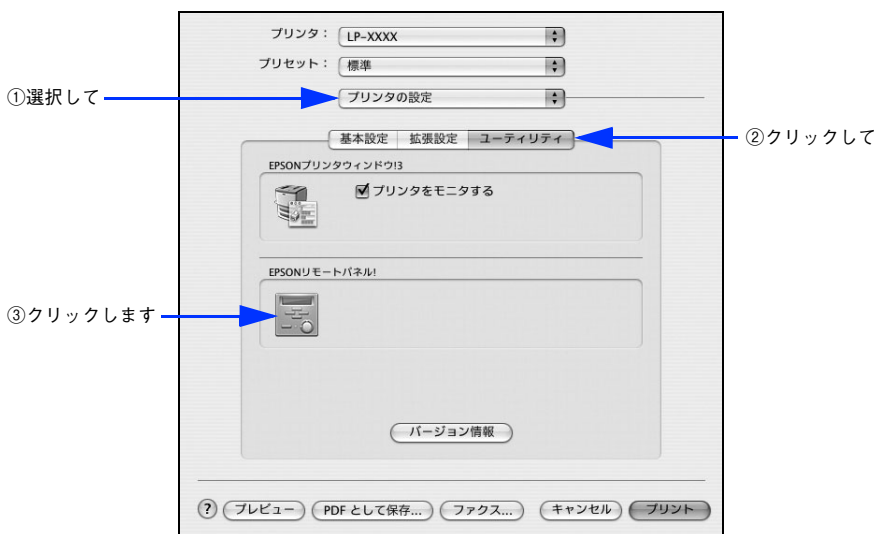 プリンタ： LP-XXXX
プリセット： 標準
①選択して プリンタの設定
基本設定 拡張設定 ユーティリティ ②クリックして
EPSONプリンタウィンドウ!3
プリンタをモニタする
EPSONリモートパネル!
③クリックします
バージョン情報
? プレビュー PDF として保存... ファクス... キャンセル プリント